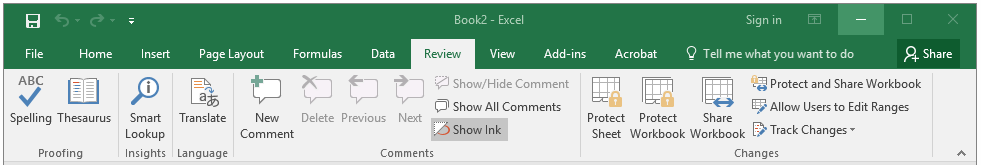 Book2 - Excel
Sign in
File Home Insert Page Layout Formulas Data Review View Add-ins Acrobat Tell me what you want to do Share
ABC
Spelling
Thesaurus
Proofing
Smart
Lookup
Insights
a あ
Translate
Language
New
Comment
Delete
Previous
Next
Show/Hide Comment
Show All Comments
Show Ink
Comments
Protect
Sheet
Protect
Workbook
Share
Workbook
Protect and Share Workbook
Allow Users to Edit Ranges
Track Changes
Changes